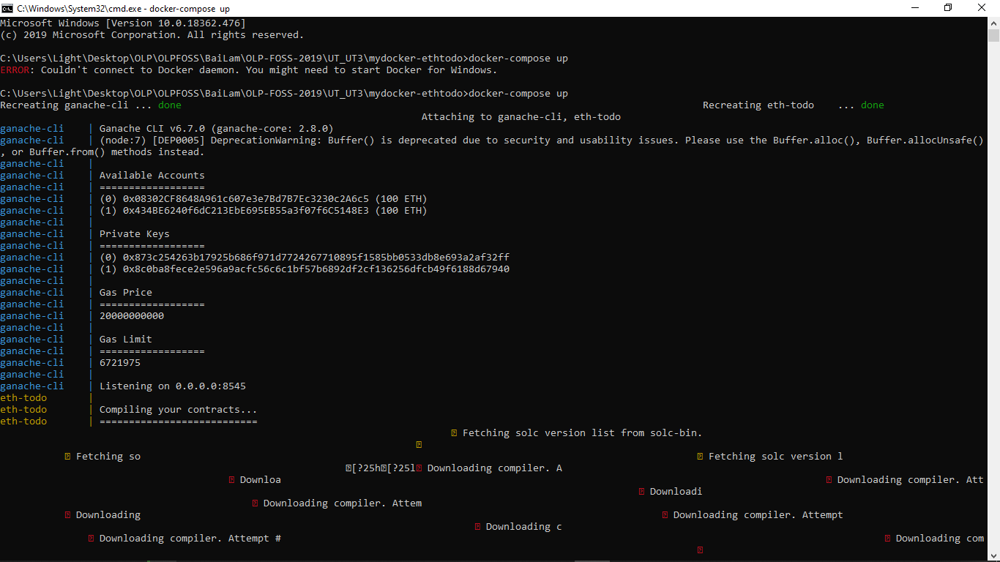 C:\Windows\System32\cmd.exe - docker-compose up
Microsoft Windows [Version 10.0.18362.476]
(c) 2019 Microsoft Corporation. All rights reserved.
C:\Users\Light\Desktop\OLP\OLPFOSS\BaiLam\OLP-FOSS-2019\UT_UT3\mydocker-ethtodo>docker-compose up
ERROR: Couldn't connect to Docker daemon. You might need to start Docker for Windows.
C:\Users\Light\Desktop\OLP\OLPFOSS\BaiLam\OLP-FOSS-2019\UT_UT3\mydocker-ethtodo>docker-compose up
Recreating ganache-cli ... done Recreating eth-todo ... done
Attaching to ganache-cli, eth-todo
ganache-cli | Ganache CLI v6.7.0 (ganache-core: 2.8.0)
ganache-cli | (node:7) [DEP0005] DeprecationWarning: Buffer() is deprecated due to security and usability issues. Please use the Buffer.alloc(), Buffer.allocUnsafe()
, or Buffer.from() methods instead.
ganache-cli |
ganache-cli | Available Accounts
ganache-cli | ==================
ganache-cli | (0) 0x08302CF8648A961c607e3e7Bd7B7Ec3230c2A6c5 (100 ETH)
ganache-cli | (1) 0x434BE6240f6dC213EbE695EB55a3f07f6C5148E3 (100 ETH)
ganache-cli |
ganache-cli | Private Keys
ganache-cli | ==================
ganache-cli | (0) 0x873c254263b17925b686f971d7724267710895f1585bb0533db8e693a2af32ff
ganache-cli | (1) 0x8c0ba8fece2e596a9acfc56c6c1bf57b6892df2cf136256dfcb49f6188d67940
ganache-cli |
ganache-cli | Gas Price
ganache-cli | ==================
ganache-cli | 20000000000
ganache-cli |
ganache-cli | Gas Limit
ganache-cli | ==================
ganache-cli | 6721975
ganache-cli |
ganache-cli | Listening on 0.0.0.0:8545
eth-todo |
eth-todo | Compiling your contracts...
eth-todo | ===========================
Fetching solc version list from solc-bin.
Fetching so Fetching solc version l
[?25h[?25l Downloading compiler. A
Downloa Downloading compiler. Att
Downloadi
Downloading compiler. Attem
Downloading Downloading compiler. Attempt
Downloading c
Downloading compiler. Attempt # Downloading com